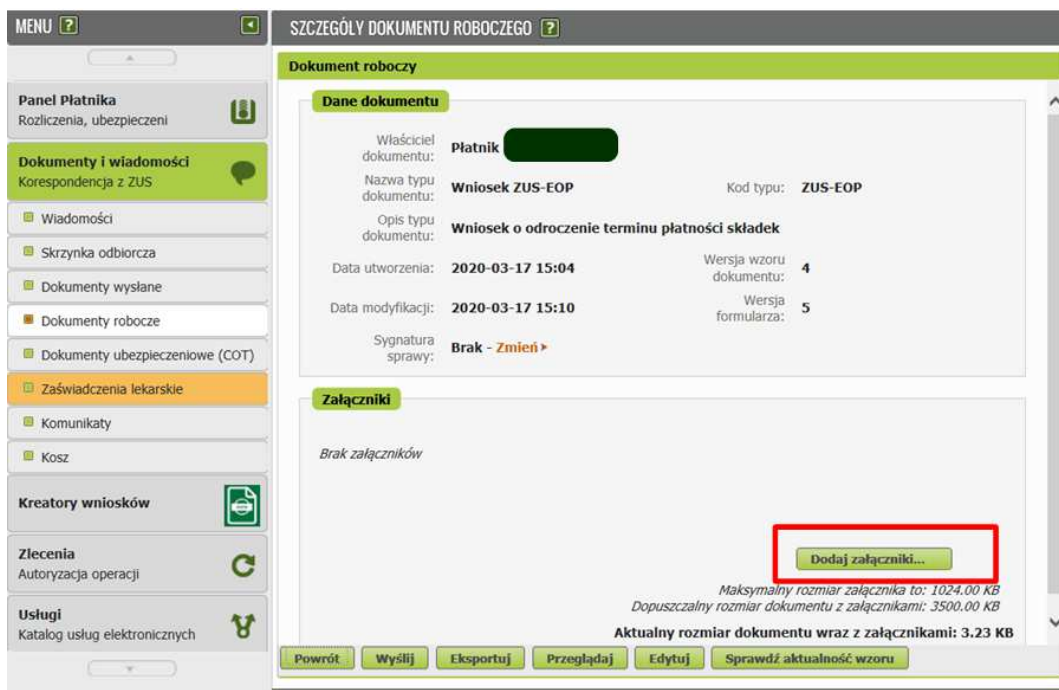 MENU ?
Panel Płatnika
Rozliczenia, ubezpieczeni
Dokumenty i wiadomości
Korespondencja z ZUS
Wiadomości
Skrzynka odbiorcza
Dokumenty wysłane
Dokumenty robocze
Dokumenty ubezpieczeniowe (COT)
Zaświadczenia lekarskie
Komunikaty
Kosz
Kreatory wniosków
Zlecenia
Autoryzacja operacji
Usługi
Katalog usług elektronicznych
SZCZEGÓŁY DOKUMENTU ROBOCZEGO ?
Dokument roboczy
Dane dokumentu
Właściciel
dokumentu: Płatnik
Nazwa typu
dokumentu: Wniosek ZUS-EOP Kod typu: ZUS-EOP
Opis typu
dokumentu: Wniosek o odroczenie terminu płatności składek
Data utworzenia: 2020-03-17 15:04 Wersja wzoru
dokumentu: 4
Data modyfikacji: 2020-03-17 15:10 Wersja
formularza: 5
Sygnatura
sprawy: Brak - Zmień
Załączniki
Brak załączników
Dodaj załączniki...
Maksymalny rozmiar załącznika to: 1024.00 KB
Dopuszczalny rozmiar dokumentu z załącznikami: 3500.00 KB
Aktualny rozmiar dokumentu wraz z załącznikami: 3.23 KB
Powrót Wyślij Eksportuj Przeglądaj Edytuj Sprawdź aktualność wzoru